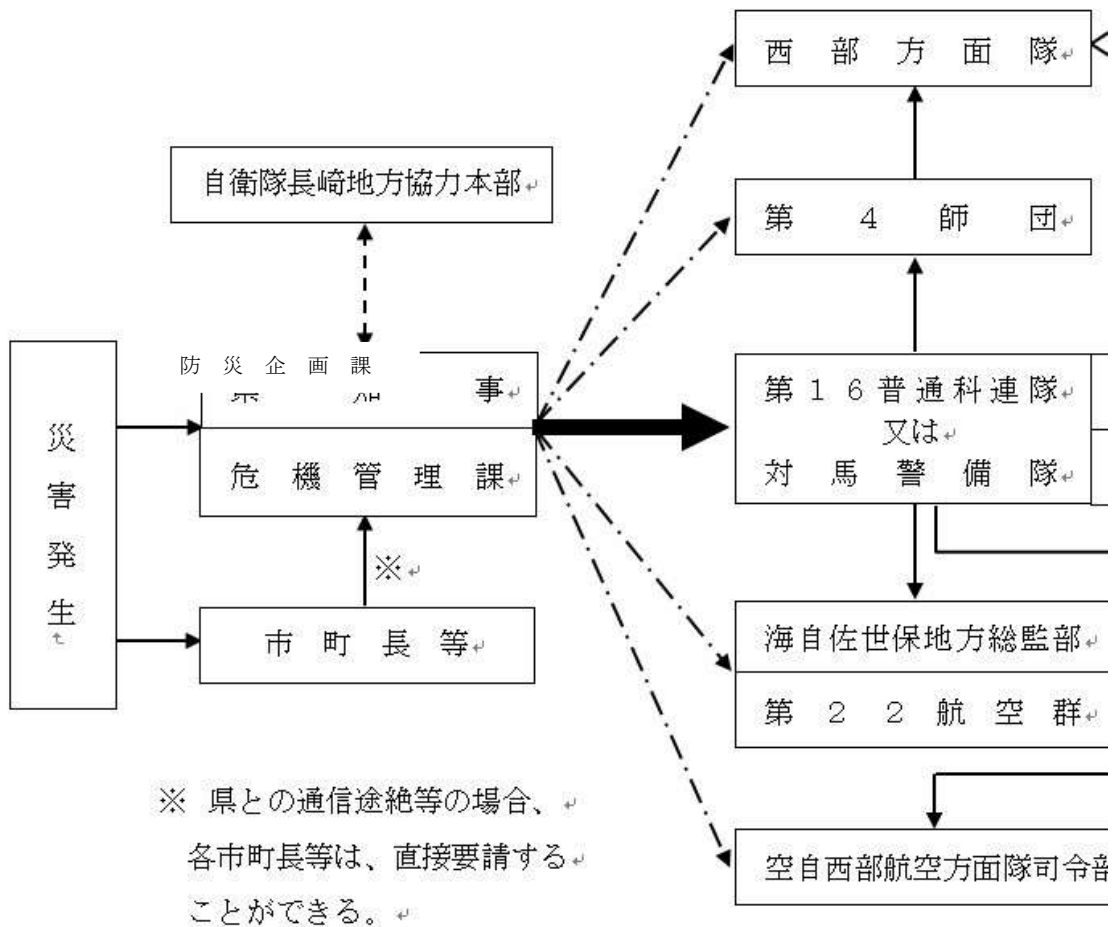 西部方面隊
自衛隊長崎地方協力本部
第4師団
防災企画課
事
危機管理課
第16普通科連隊
又は
対馬警備隊
災害発生
※
市町長等
海自佐世保地方総監部
第22航空群
空自西部航空方面隊司令部
※ 県との通信途絶等の場合、
各市町長等は、直接要請する
ことができる。